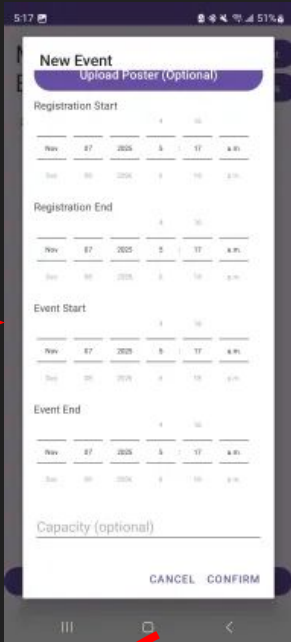 5:17
51%
New Event
Upload Poster (Optional)
Registration Start
4 16
Nov 07 2025 5 : 17 a.m.
Registration End
Nov 07 2025 5 : 17 a.m.
Event Start
Nov 07 2025 5 : 17 a.m.
Event End
Nov 07 2025 5 : 17 a.m.
Capacity (optional)
CANCEL CONFIRM